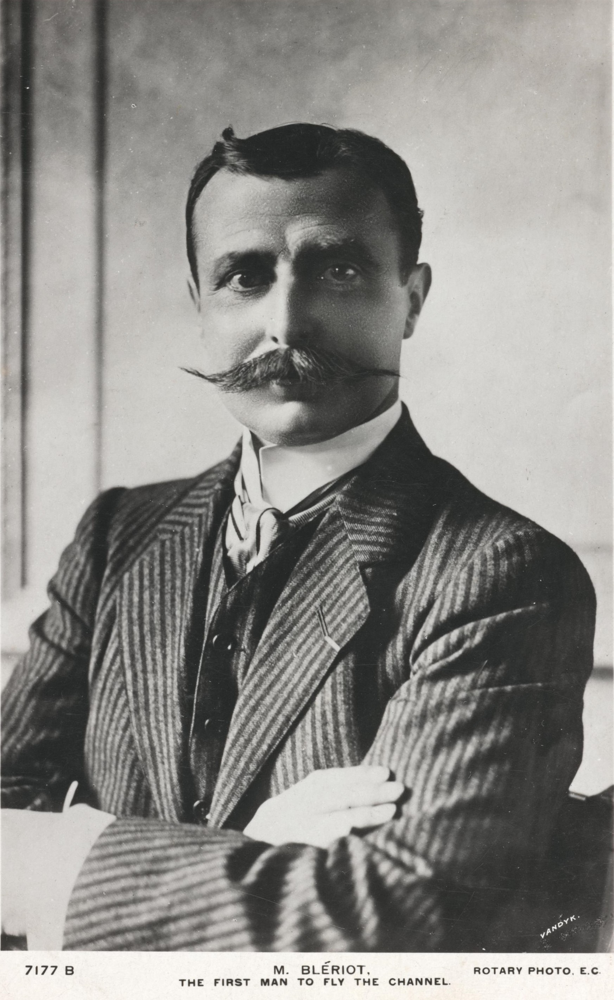 VANDYK.
7177 B
M. BLÉRIOT,
ROTARY PHOTO, E.C.
THE FIRST MAN TO FLY THE CHANNEL.